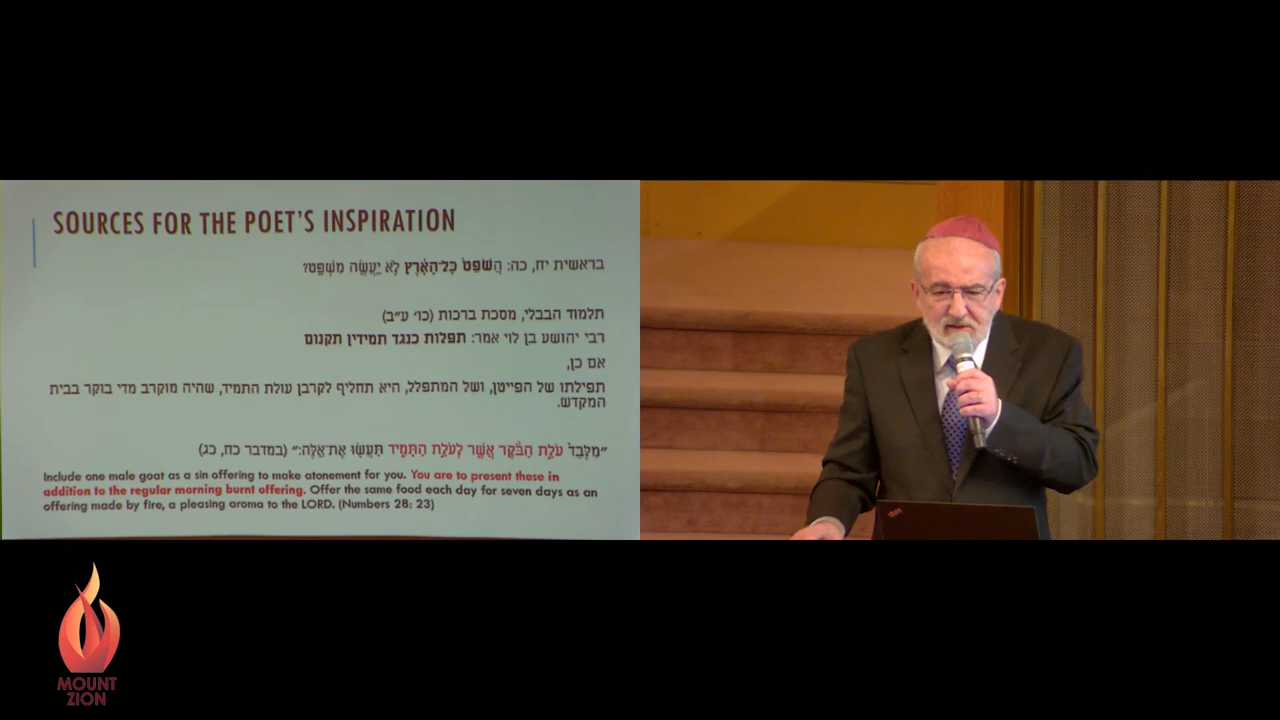 SOURCES FOR THE POET'S INSPIRATION
בראשית יח, כה: הֲשֹׁפֵט֙ כָּל־הָאָ֔רֶץ לֹ֥א יַעֲשֶׂ֖ה מִשְׁפָּֽט?
תלמוד הבבלי, מסכת ברכות (כו׳ ע״ב)
רבי יהושע בן לוי אמר: תפלות כנגד תמידין תקנום
אם כן,
תפילתו של הפייטן, ושל המתפלל, היא תחליף לקרבן עולת התמיד, שהיה מוקרב מדי בוקר בבית
המקדש.
״מִלְּבַד֙ עֹלַ֣ת הַבֹּ֔קֶר אֲשֶׁ֖ר לְעֹלַ֣ת הַתָּמִ֑יד תַּעֲשׂ֖וּ אֶת־אֵֽלֶּה:״ (במדבר כח, כג)
Include one male goat as a sin offering to make atonement for you. You are to present these in
addition to the regular morning burnt offering. Offer the same food each day for seven days as an
offering made by fire, a pleasing aroma to the LORD. (Numbers 28: 23)
MOUNT
ZION